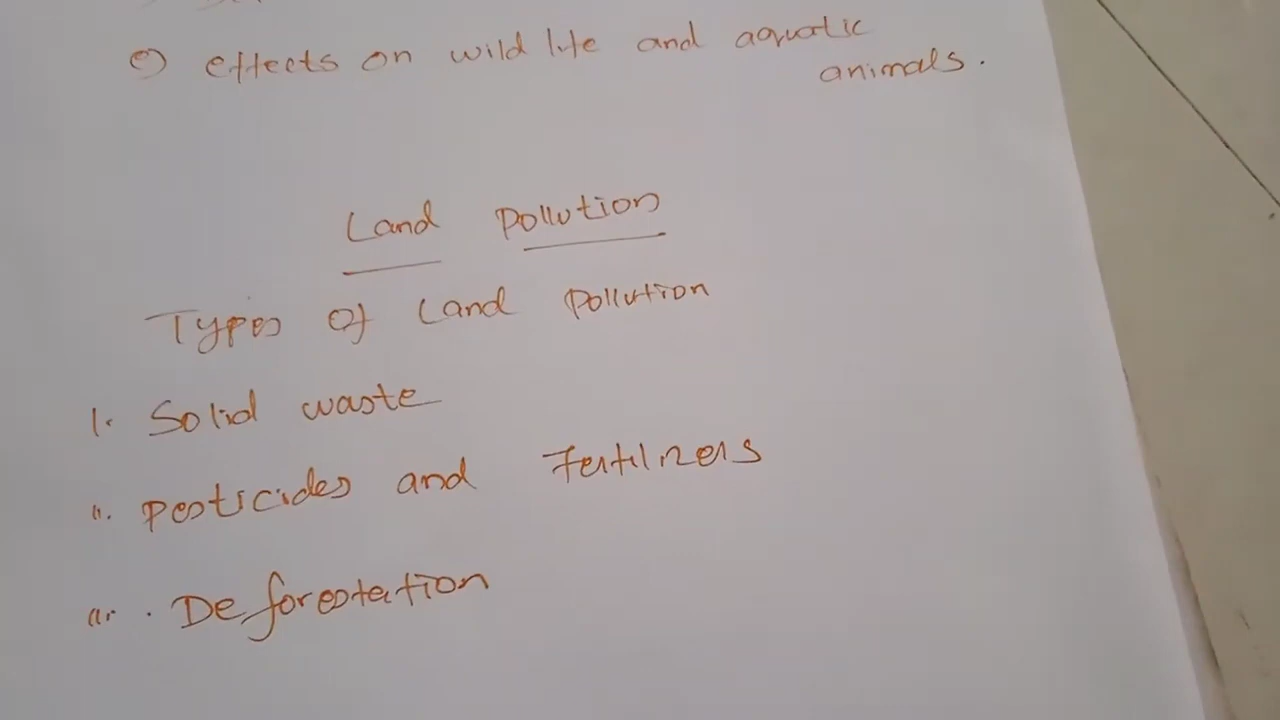 e) effects on wild life and aquatic
animals.
Land Pollution
Types of Land Pollution
i. Solid waste
ii. Pesticides and Fertilizers
iii. Deforestation